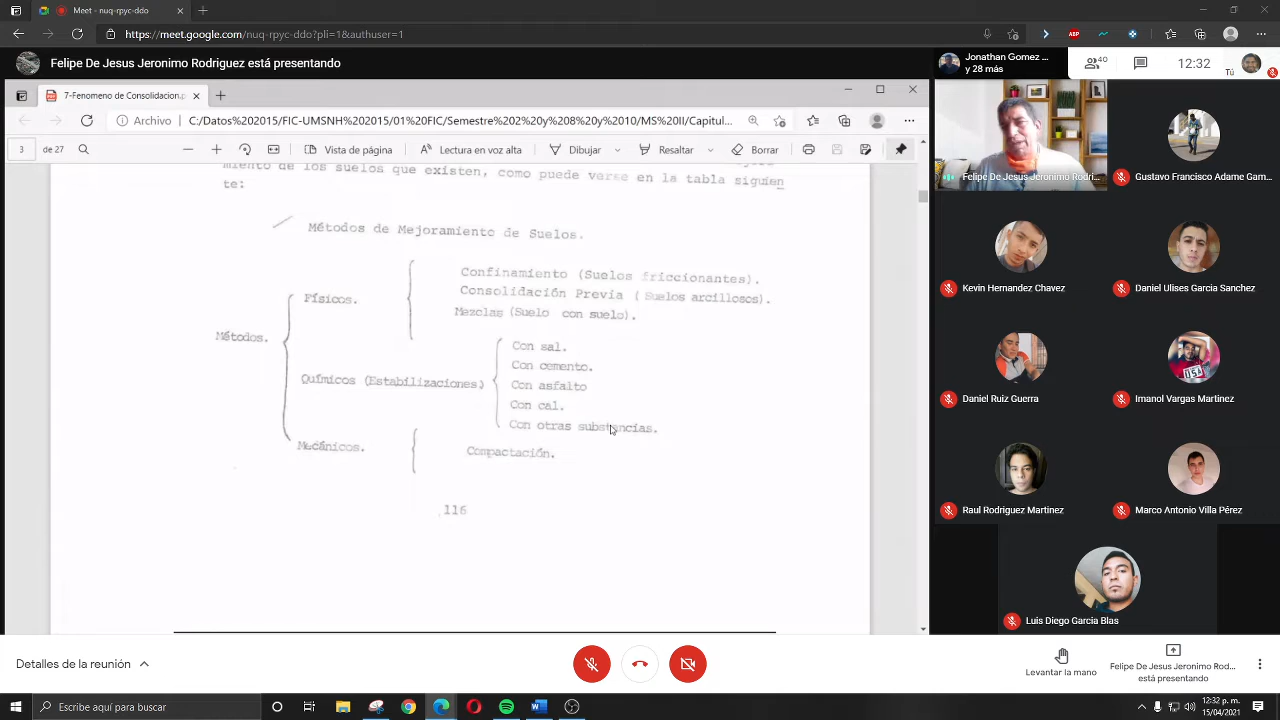 Meet - nuq-rpyc-ddo
https://meet.google.com/nuq-rpyc-ddo?pli=1&authuser=1
ABP
Felipe De Jesus Jeronimo Rodriguez está presentando
Jonathan Gomez ...
y 28 más
40
12:32
Tú
7-Fenomeno de Consolidacion.p
Archivo
C:/Datos%202015/FIC-UMSNH%202015/01%20FIC/Semestre%202%20y%208%20y%2010/MS%20II/Capitul...
3 de 27
Vista de página
Lectura en voz alta
Dibujar
Resaltar
Borrar
miento de los suelos que existen, como puede verse en la tabla siguien
te:
Métodos de Mejoramiento de Suelos.
Métodos.
Físicos.
Confinamiento (Suelos friccionantes).
Consolidación Previa ( Suelos arcillosos).
Mezclas (Suelo con suelo).
Químicos (Estabilizaciones)
Con sal.
Con cemento.
Con asfalto
Con cal.
Con otras substancias.
Mecánicos.
Compactación.
116
Felipe De Jesus Jeronimo Rodri...
Gustavo Francisco Adame Gam...
Kevin Hernandez Chavez
Daniel Ulises Garcia Sanchez
Daniel Ruiz Guerra
Imanol Vargas Martinez
USA
Raul Rodriguez Martinez
Marco Antonio Villa Pérez
Luis Diego Garcia Blas
Detalles de la reunión
Levantar la mano
Felipe De Jesus Jeronimo Rod...
está presentando
Escribe aquí para buscar
12:32 p. m.
15/04/2021